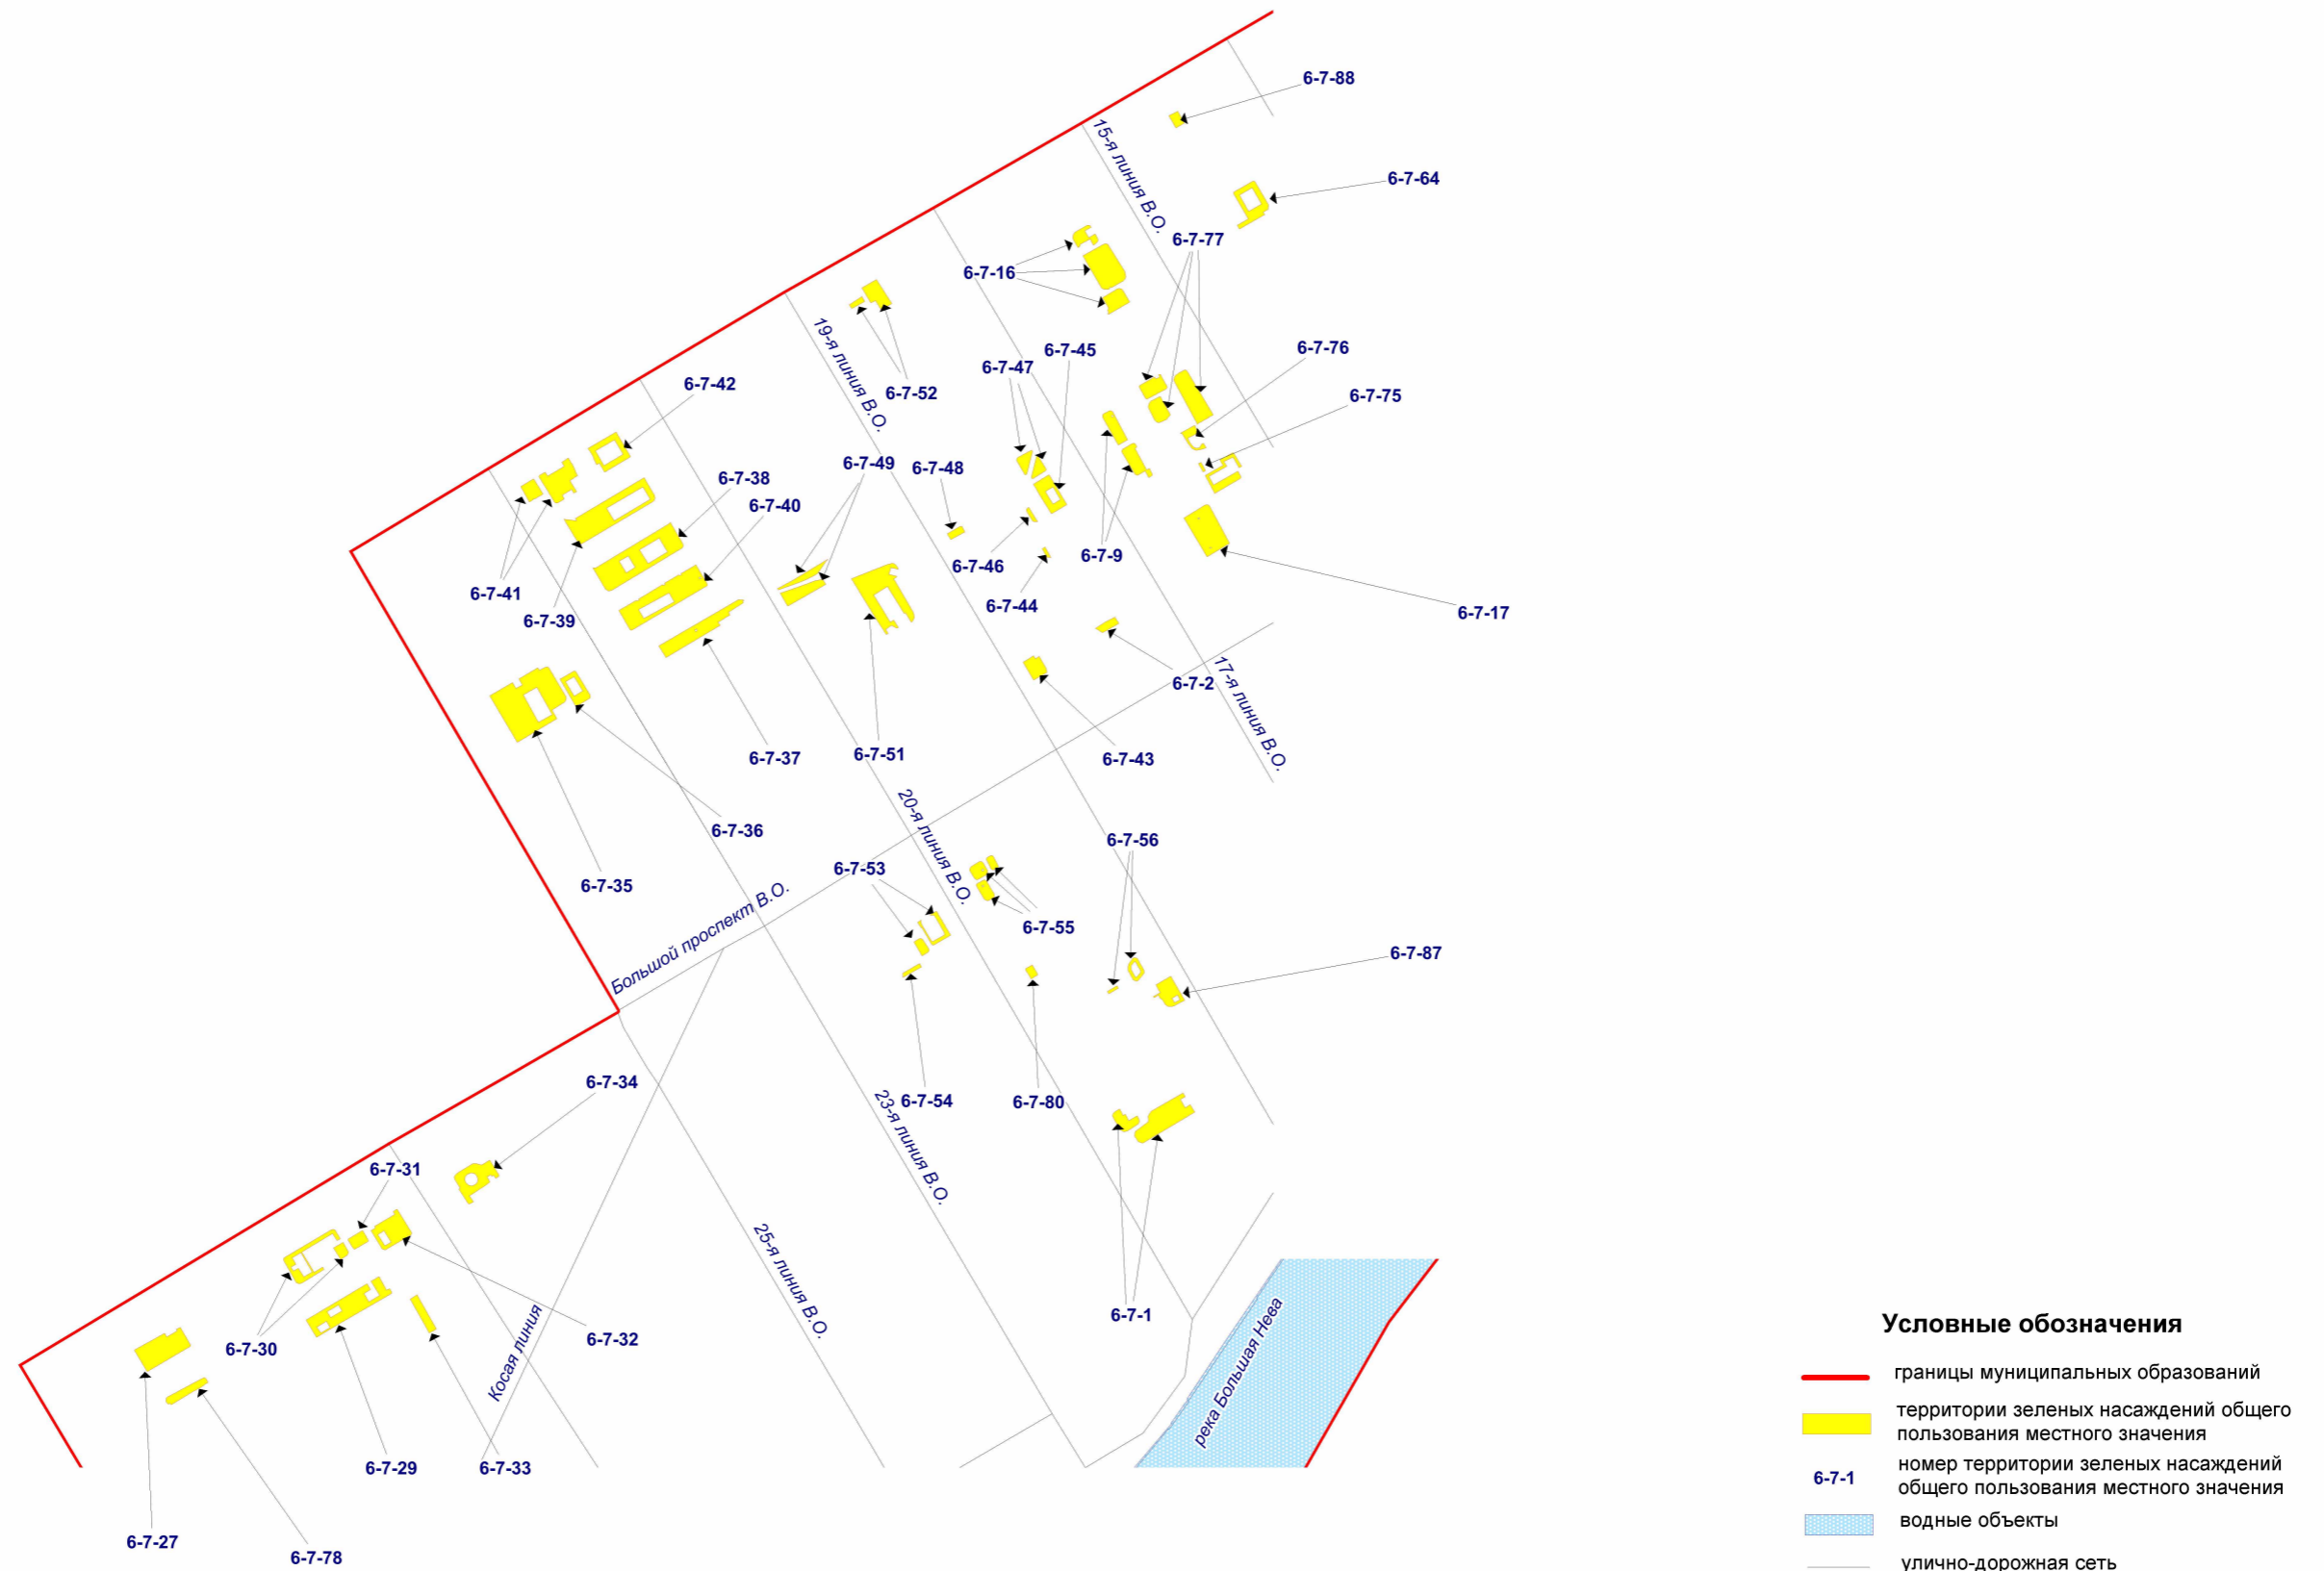 6-7-88
15-я линия В.О.
6-7-64
6-7-77
6-7-16
19-я линия В.О.
6-7-76
6-7-45
6-7-47
6-7-42
6-7-52
6-7-75
6-7-49
6-7-48
6-7-38
6-7-40
6-7-9
6-7-46
6-7-41
6-7-44
6-7-17
6-7-39
6-7-2
17-я линия В.О.
6-7-51
6-7-37
6-7-43
20-я линия В.О.
6-7-36
6-7-56
6-7-53
6-7-35
Большой проспект В.О.
6-7-55
6-7-87
6-7-34
6-7-54
6-7-80
23-я линия В.О.
6-7-31
25-я линия В.О.
6-7-1
река Большая Нева
6-7-32
6-7-30
Косая линия
6-7-29
6-7-33
6-7-27
6-7-78
Условные обозначения
границы муниципальных образований
территории зеленых насаждений общего
пользования местного значения
6-7-1
номер территории зеленых насаждений
общего пользования местного значения
водные объекты
улично-дорожная сеть